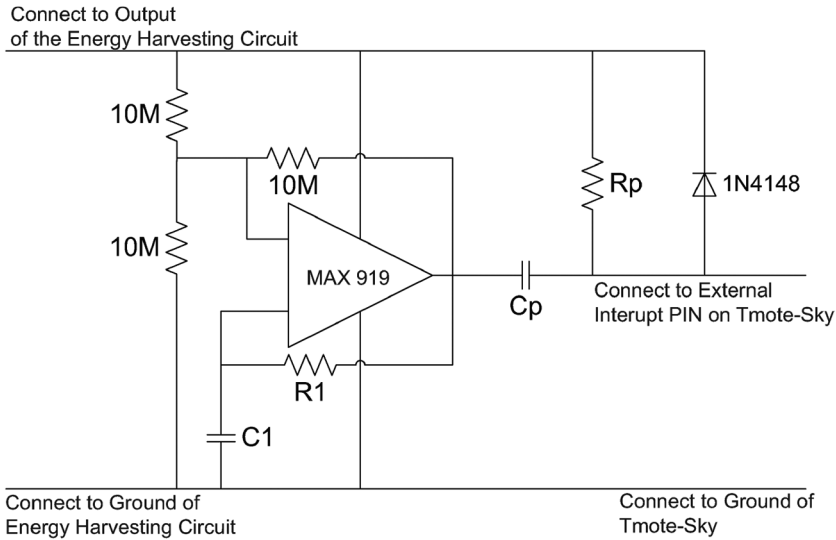 Connect to Output
of the Energy Harvesting Circuit
10M
10M
10M
Rp
1N4148
MAX 919
Cp
Connect to External
Interupt PIN on Tmote-Sky
R1
C1
Connect to Ground of
Energy Harvesting Circuit
Connect to Ground of
Tmote-Sky